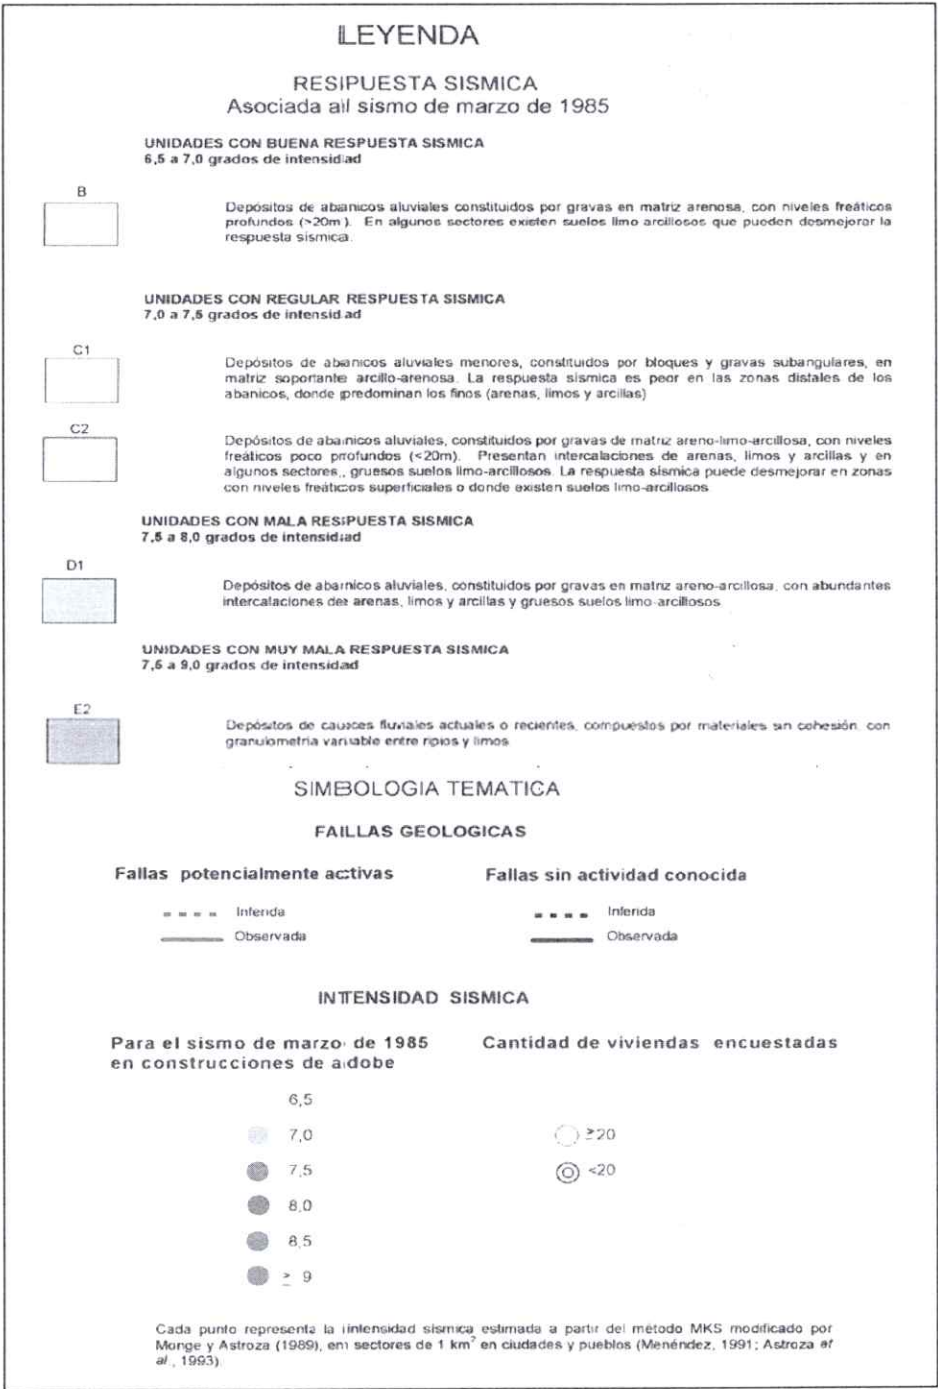 LEYENDA
RESIPUESTA SISMICA
Asociada all sismo de marzo de 1985
UNIDADES CON BUENA RESPUESTA SISMICA
6,5 a 7,0 grados de intensidad
B
Depósitos de abanicos aluviales constituidos por gravas en matriz arenosa, con niveles freáticos
profundos (>20m). En algunos sectores existen suelos limo arcillosos que pueden desmejorar la
respuesta sísmica.
UNIDADES CON REGULAR RESPUESTA SISMICA
7,0 a 7,5 grados de intensidad
C1
Depósitos de abanicos aluviales menores, constituidos por bloques y gravas subangulares, en
matriz soportante arcillo-arenosa. La respuesta sísmica es peor en las zonas distales de los
abanicos, donde predominan los finos (arenas, limos y arcillas)
C2
Depósitos de abanicos aluviales, constituidos por gravas de matriz areno-limo-arcillosa, con niveles
freáticos poco profundos (<20m). Presentan intercalaciones de arenas, limos y arcillas y en
algunos sectores,, gruesos suelos limo-arcillosos. La respuesta sísmica puede desmejorar en zonas
con niveles freáticos superficiales o donde existen suelos limo-arcillosos
UNIDADES CON MALA RESPUESTA SISMICA
7,5 a 8,0 grados de intensidad
D1
Depósitos de abanicos aluviales, constituidos por gravas en matriz areno-arcillosa, con abundantes
intercalaciones de arenas, limos y arcillas y gruesos suelos limo-arcillosos
UNIDADES CON MUY MALA RESPUESTA SISMICA
7,5 a 9,0 grados de intensidad
E2
Depósitos de cauces fluviales actuales o recientes, compuestos por materiales sin cohesión, con
granulometría variable entre ripios y limos
SIMBOLOGIA TEMATICA
FAILLAS GEOLOGICAS
Fallas potencialmente activas Fallas sin actividad conocida
Inferida Inferida
Observada Observada
INTENSIDAD SISMICA
Para el sismo de marzo de 1985 Cantidad de viviendas encuestadas
en construcciones de adobe
6,5
7,0 ≥20
7,5 <20
8,0
8,5
≥ 9
Cada punto representa la intensidad sísmica estimada a partir del método MKS modificado por
Monge y Astroza (1989), en sectores de 1 km² en ciudades y pueblos (Menéndez, 1991; Astroza et
al., 1993).